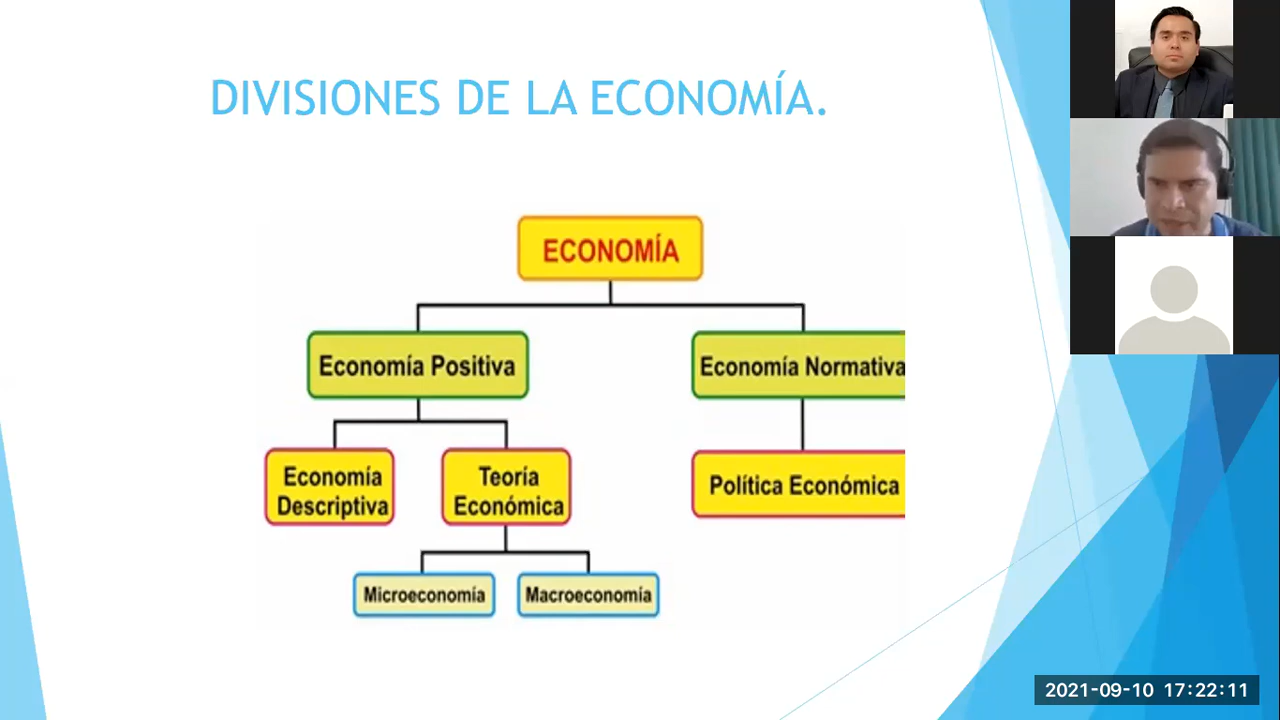 DIVISIONES DE LA ECONOMÍA.
ECONOMÍA
Economía Positiva
Economía Normativa
Economía
Descriptiva
Teoría
Económica
Política Económica
Microeconomía
Macroeconomía
2021-09-10 17:22:11